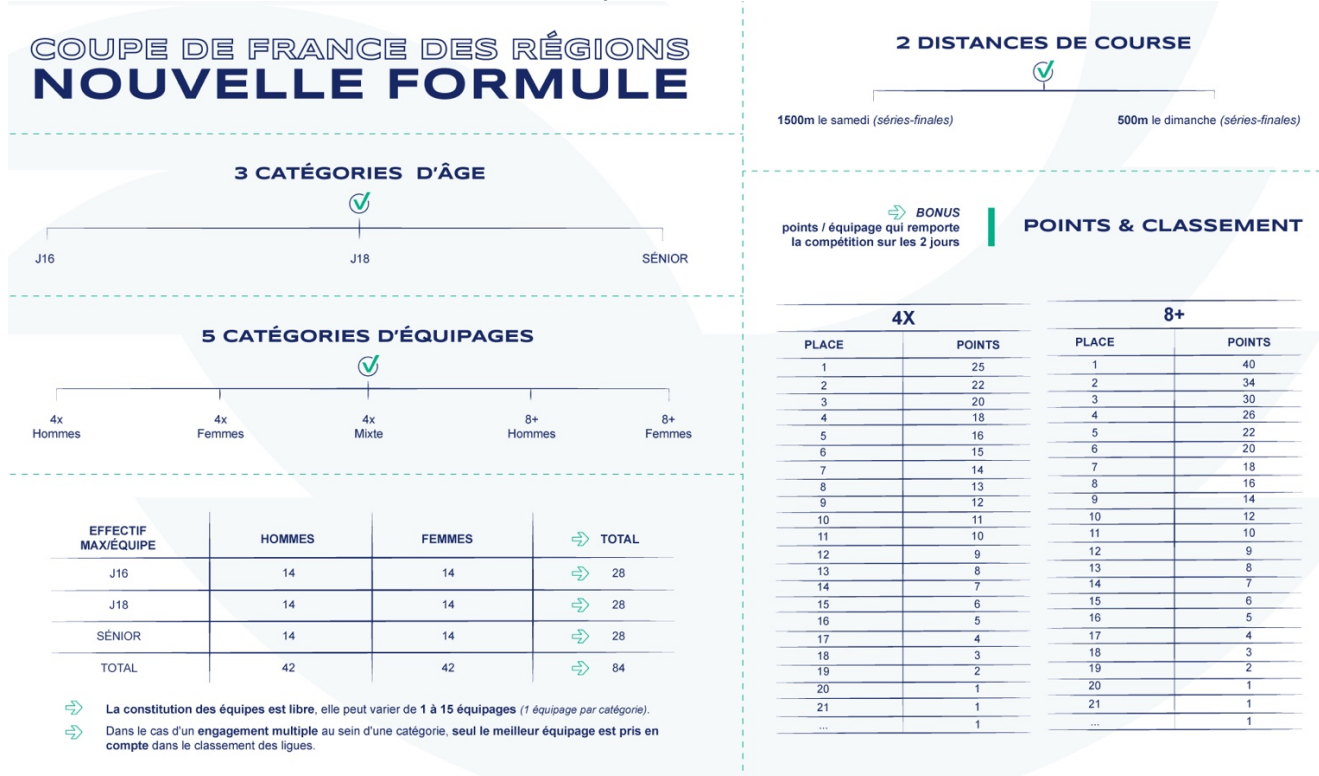 COUPE DE FRANCE DES RÉGIONS
NOUVELLE FORMULE
3 CATÉGORIES D'ÂGE
J16
J18
SÉNIOR
5 CATÉGORIES D'ÉQUIPAGES
4x
Hommes
4x
Femmes
4x
Mixte
8+
Hommes
8+
Femmes
EFFECTIF
MAX/ÉQUIPE
HOMMES
FEMMES
TOTAL
J16 14 14 28
J18 14 14 28
SÉNIOR 14 14 28
TOTAL 42 42 84
La constitution des équipes est libre, elle peut varier de 1 à 15 équipages (1 équipage par catégorie).
Dans le cas d'un engagement multiple au sein d'une catégorie, seul le meilleur équipage est pris en
compte dans le classement des ligues.
2 DISTANCES DE COURSE
1500m le samedi (séries-finales)
500m le dimanche (séries-finales)
BONUS
points / équipage qui remporte
la compétition sur les 2 jours
POINTS & CLASSEMENT
4X
PLACE POINTS
1 25
2 22
3 20
4 18
5 16
6 15
7 14
8 13
9 12
10 11
11 10
12 9
13 8
14 7
15 6
16 5
17 4
18 3
19 2
20 1
21 1
... 1
8+
PLACE POINTS
1 40
2 34
3 30
4 26
5 22
6 20
7 18
8 16
9 14
10 12
11 10
12 9
13 8
14 7
15 6
16 5
17 4
18 3
19 2
20 1
21 1
... 1